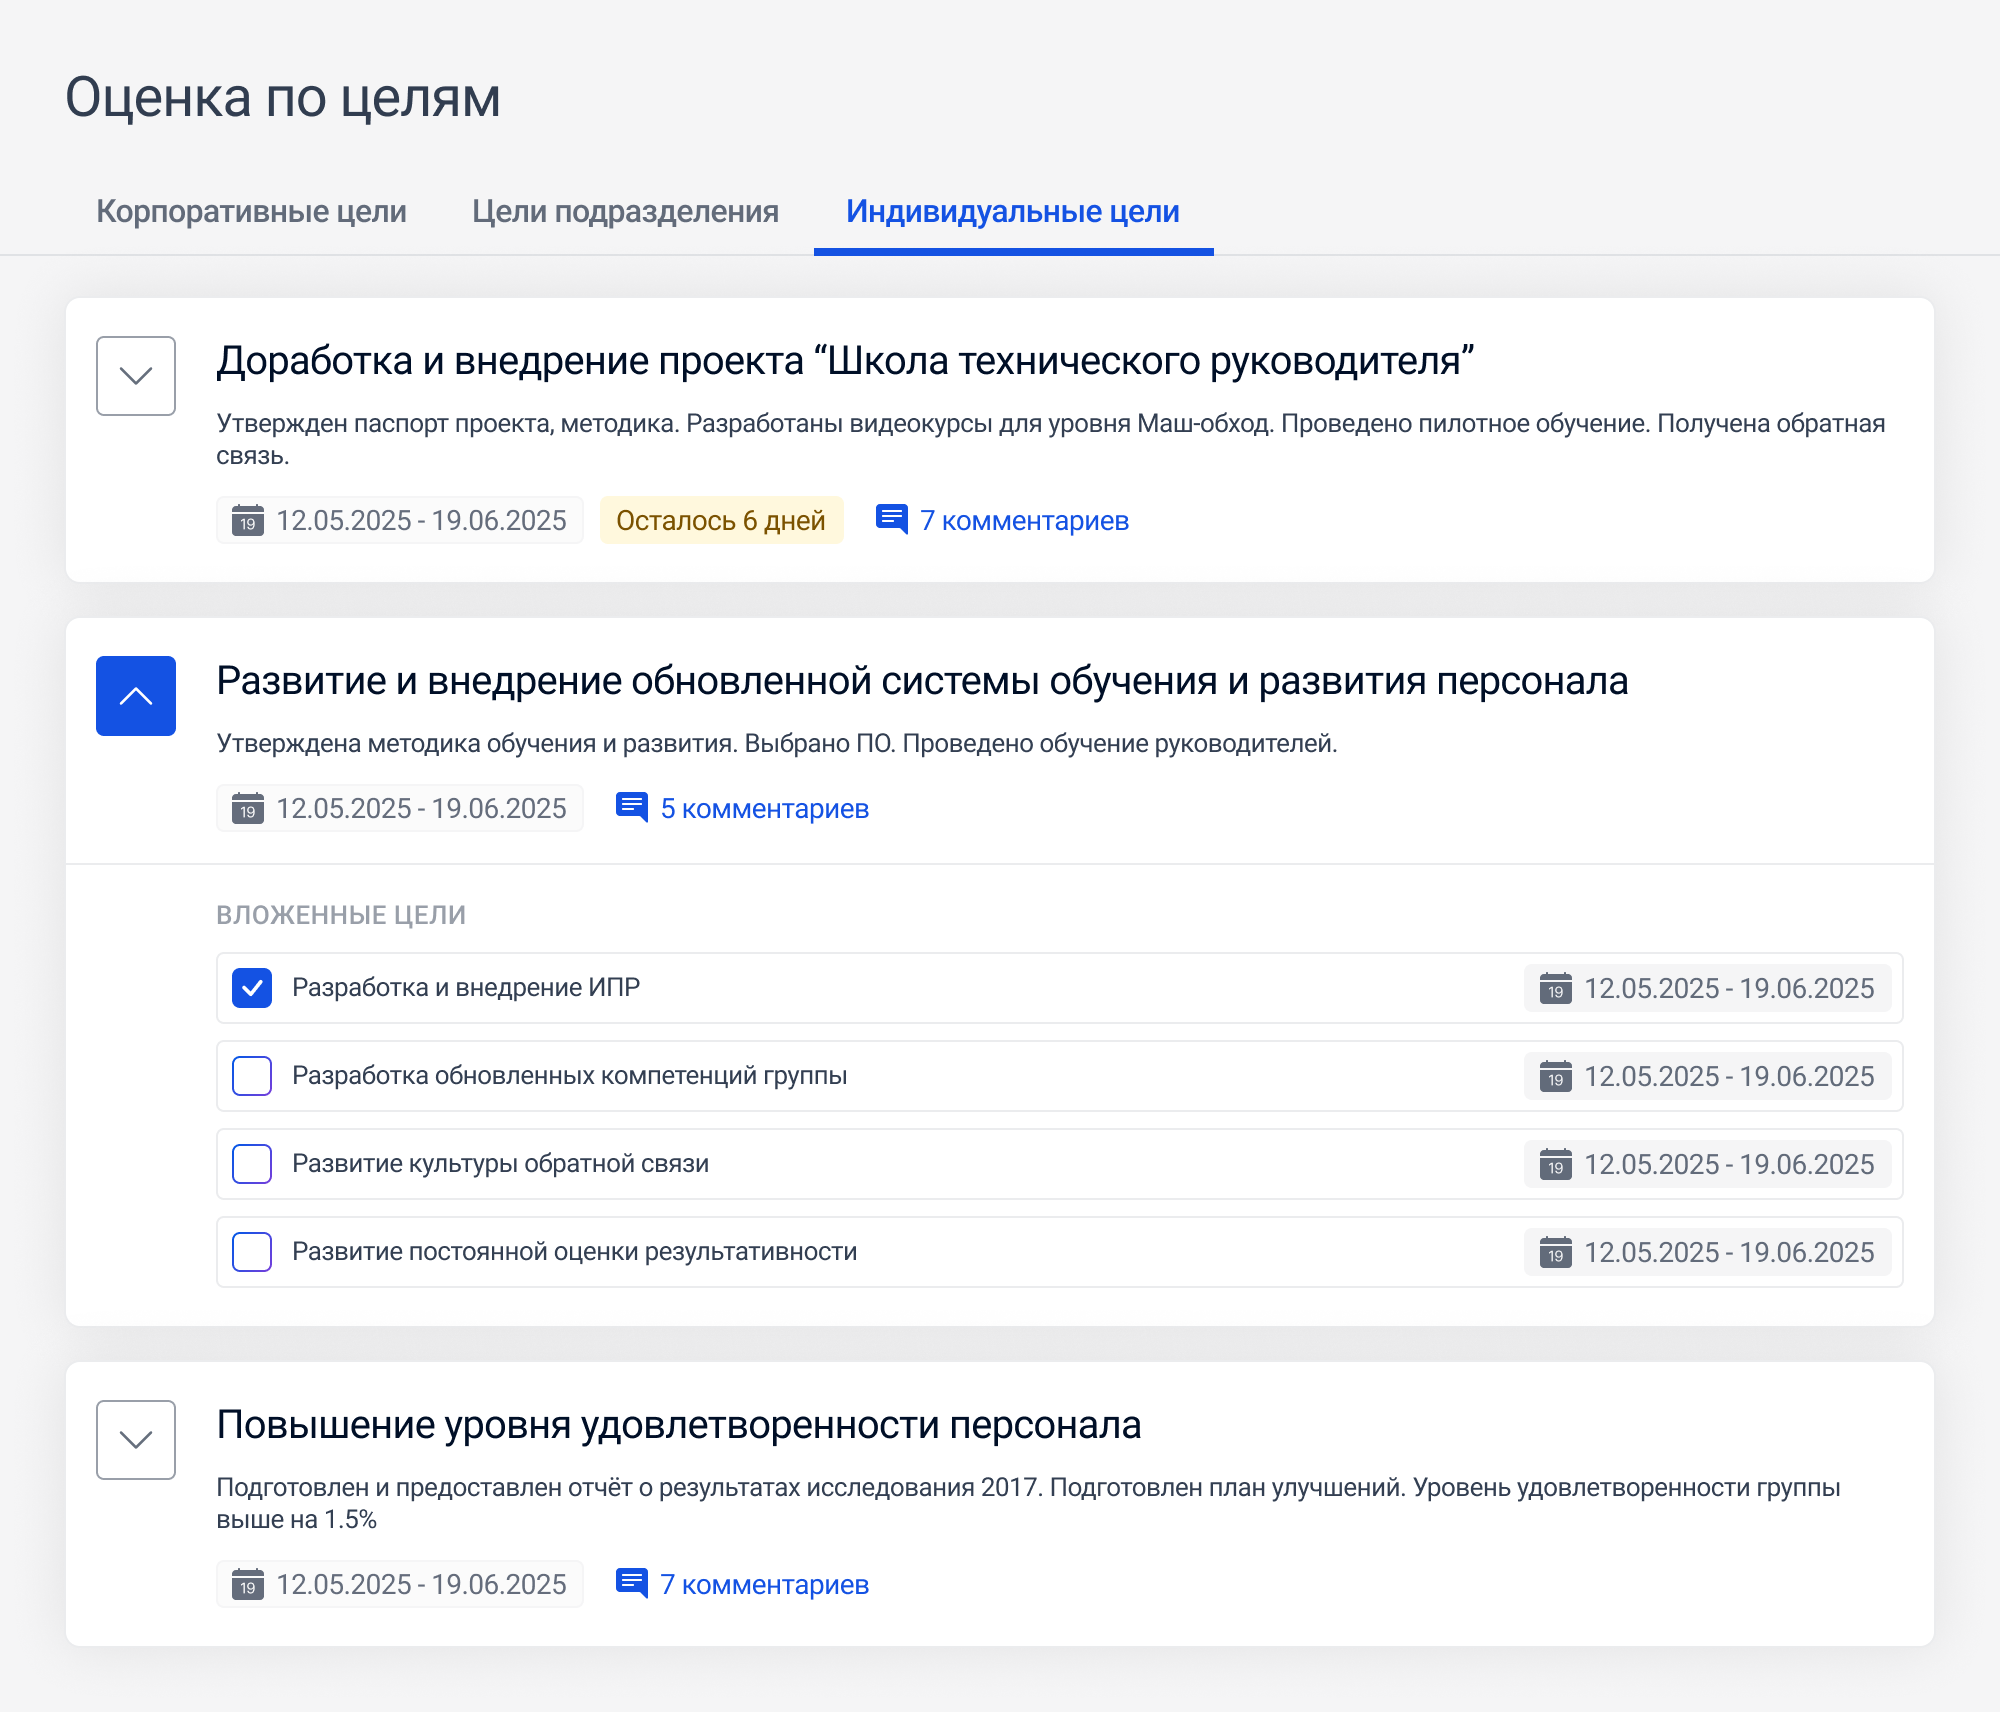 Оценка по целям
Корпоративные цели
Цели подразделения
Индивидуальные цели
Доработка и внедрение проекта “Школа технического руководителя”
Утвержден паспорт проекта, методика. Разработаны видеокурсы для уровня Маш-обход. Проведено пилотное обучение. Получена обратная
связь.
19 12.05.2025 - 19.06.2025
Осталось 6 дней
7 комментариев
Развитие и внедрение обновленной системы обучения и развития персонала
Утверждена методика обучения и развития. Выбрано ПО. Проведено обучение руководителей.
19 12.05.2025 - 19.06.2025
5 комментариев
ВЛОЖЕННЫЕ ЦЕЛИ
Разработка и внедрение ИПР
19 12.05.2025 - 19.06.2025
Разработка обновленных компетенций группы
19 12.05.2025 - 19.06.2025
Развитие культуры обратной связи
19 12.05.2025 - 19.06.2025
Развитие постоянной оценки результативности
19 12.05.2025 - 19.06.2025
Повышение уровня удовлетворенности персонала
Подготовлен и предоставлен отчёт о результатах исследования 2017. Подготовлен план улучшений. Уровень удовлетворенности группы
выше на 1.5%
19 12.05.2025 - 19.06.2025
7 комментариев